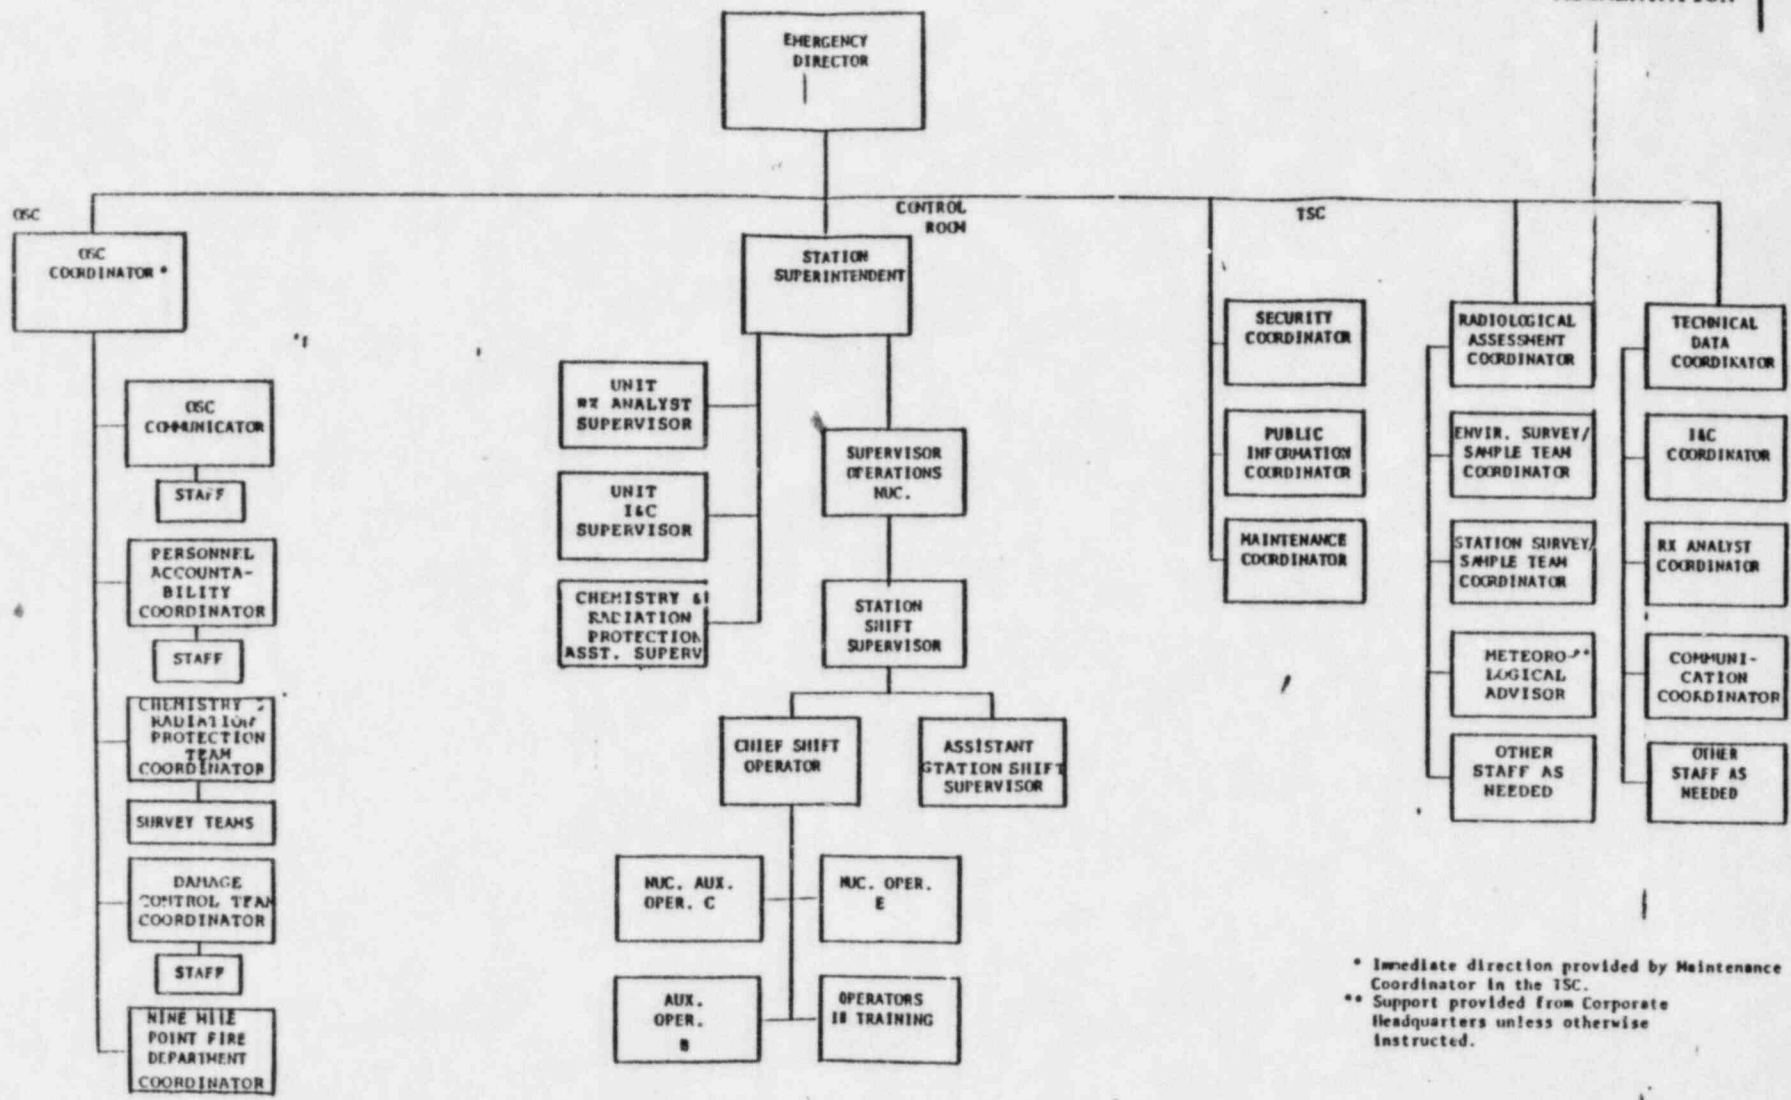 EMERGENCY
DIRECTOR
OSC
OSC
COORDINATOR *
OSC
COMMUNICATOR
STAFF
PERSONNEL
ACCOUNTA-
BILITY
COORDINATOR
STAFF
CHEMISTRY
RADIATION
PROTECTION
TEAM
COORDINATOR
SURVEY TEAMS
DAMAGE
CONTROL TEAM
COORDINATOR
STAFF
NINE MILE
POINT FIRE
DEPARTMENT
COORDINATOR
CONTROL
ROOM
STATION
SUPERINTENDENT
UNIT
RX ANALYST
SUPERVISOR
UNIT
I&C
SUPERVISOR
CHEMISTRY &
RADIATION
PROTECTION
ASST. SUPERV
SUPERVISOR
OPERATIONS
NUC.
STATION
SHIFT
SUPERVISOR
CHIEF SHIFT
OPERATOR
ASSISTANT
STATION SHIFT
SUPERVISOR
NUC. AUX.
OPER. C
NUC. OPER.
E
AUX.
OPER.
B
OPERATORS
IN TRAINING
TSC
SECURITY
COORDINATOR
PUBLIC
INFORMATION
COORDINATOR
MAINTENANCE
COORDINATOR
RADIOLOGICAL
ASSESSMENT
COORDINATOR
ENVIR. SURVEY/
SAMPLE TEAM
COORDINATOR
STATION SURVEY/
SAMPLE TEAM
COORDINATOR
METEORO-**
LOGICAL
ADVISOR
OTHER
STAFF AS
NEEDED
TECHNICAL
DATA
COORDINATOR
I&C
COORDINATOR
RX ANALYST
COORDINATOR
COMMUNI-
CATION
COORDINATOR
OTHER
STAFF AS
NEEDED
* Immediate direction provided by Maintenance
Coordinator in the TSC.
** Support provided from Corporate
Headquarters unless otherwise
instructed.